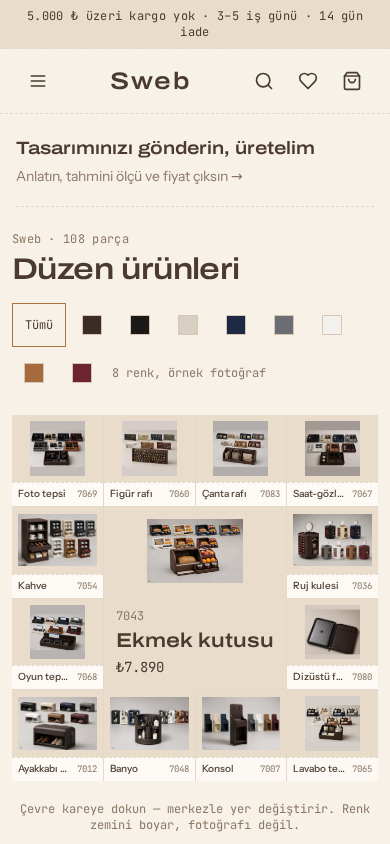 5.000 ₺ üzeri kargo yok · 3–5 iş günü · 14 gün
iade
Sweb
Tasarımınızı gönderin, üretelim
Anlatın, tahmini ölçü ve fiyat çıksın →
Sweb · 108 parça
Düzen ürünleri
Tümü
8 renk, örnek fotoğraf
Foto tepsi 7069
Figür rafı 7060
Çanta rafı 7083
Saat-gözl… 7067
Kahve 7054
7043
Ekmek kutusu
₺7.890
Ruj kulesi 7036
Oyun tep… 7068
Dizüstü f… 7080
Ayakkabı … 7012
Banyo 7048
Konsol 7007
Lavabo te… 7065
Çevre kareye dokun — merkezle yer değiştirir. Renk
zemini boyar, fotoğrafı değil.